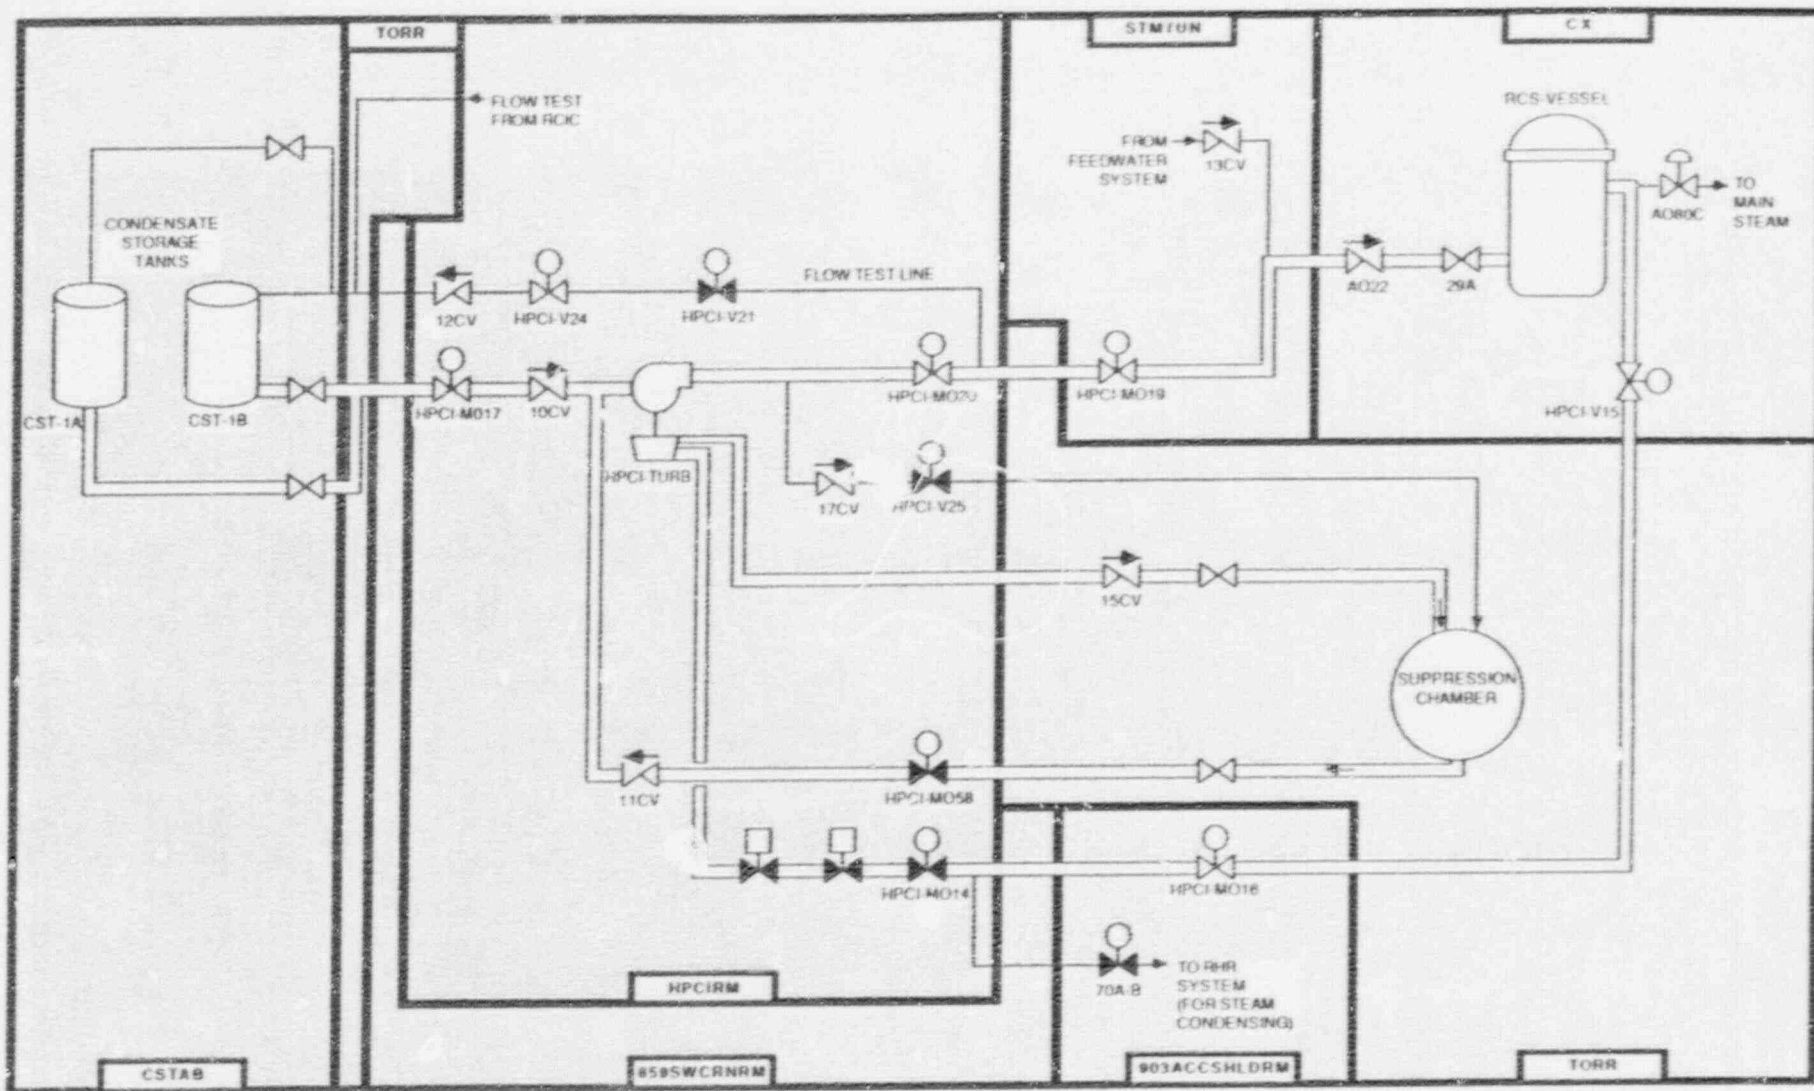 TORR
STMTUN
CX
FLOW TEST
FROM RCIC
RCS-VESSEL
FROM
FEEDWATER
SYSTEM
13CV
TO
MAIN
STEAM
AO80C
CONDENSATE
STORAGE
TANKS
FLOW TEST LINE
12CV
HPCI-V24
HPCI-V21
AO22
29A
CST-1A
CST-1B
HPCI-MO17
10CV
HPCI-MO20
HPCI-MO19
HPCI-V15
HPCI-TURB
17CV
HPCI-V25
15CV
SUPPRESSION
CHAMBER
11CV
HPCI-MO58
HPCI-MO14
HPCI-MO16
70A-B
TO RHR
SYSTEM
(FOR STEAM
CONDENSING)
HPCIRM
CSTAB
859SWCRNRM
903ACCSHLDRM
TORR